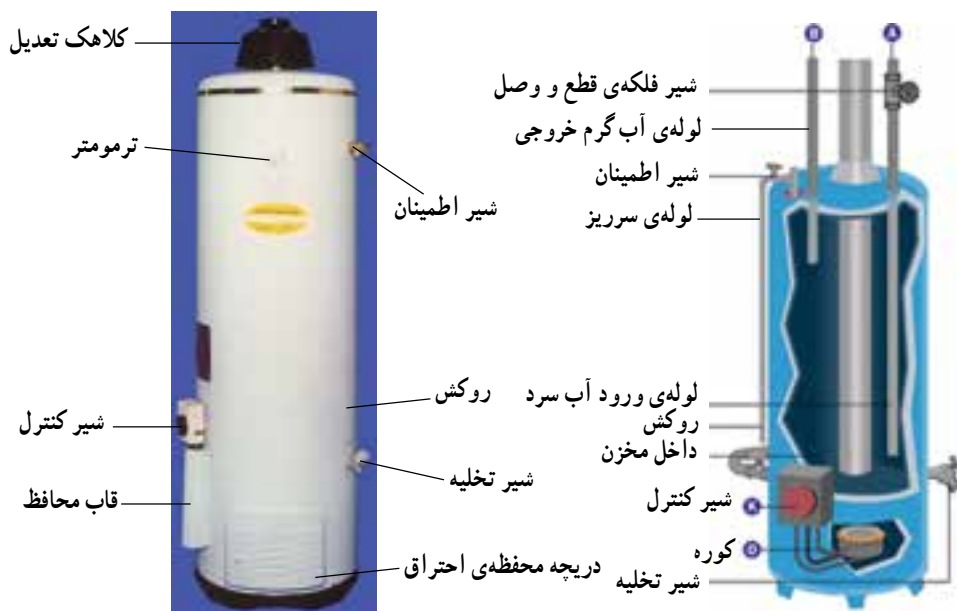 کلاهک تعدیل
ترمومتر
شیر اطمینان
روکش
شیر کنترل
شیر تخلیه
قاب محافظ
دریچه محفظه‌ی احتراق
B
A
شیر فلکه‌ی قطع و وصل
لوله‌ی آب گرم خروجی
شیر اطمینان
لوله‌ی سرریز
لوله‌ی ورود آب سرد
روکش
داخل مخزن
شیر کنترل
K
کوره
شیر تخلیه